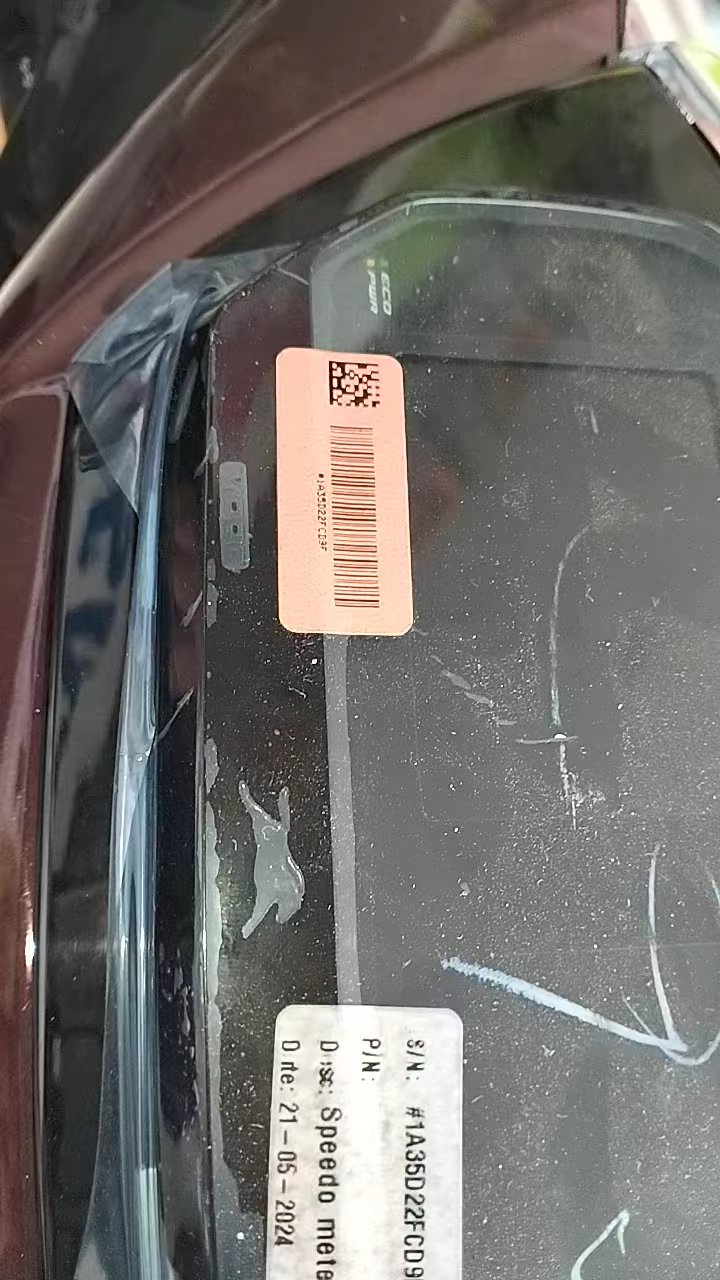 ECO
PWR
#1A35D22FCD9F
S/N: #1A35D22FCD9
P/N:
Speedo mete
21-05-2024